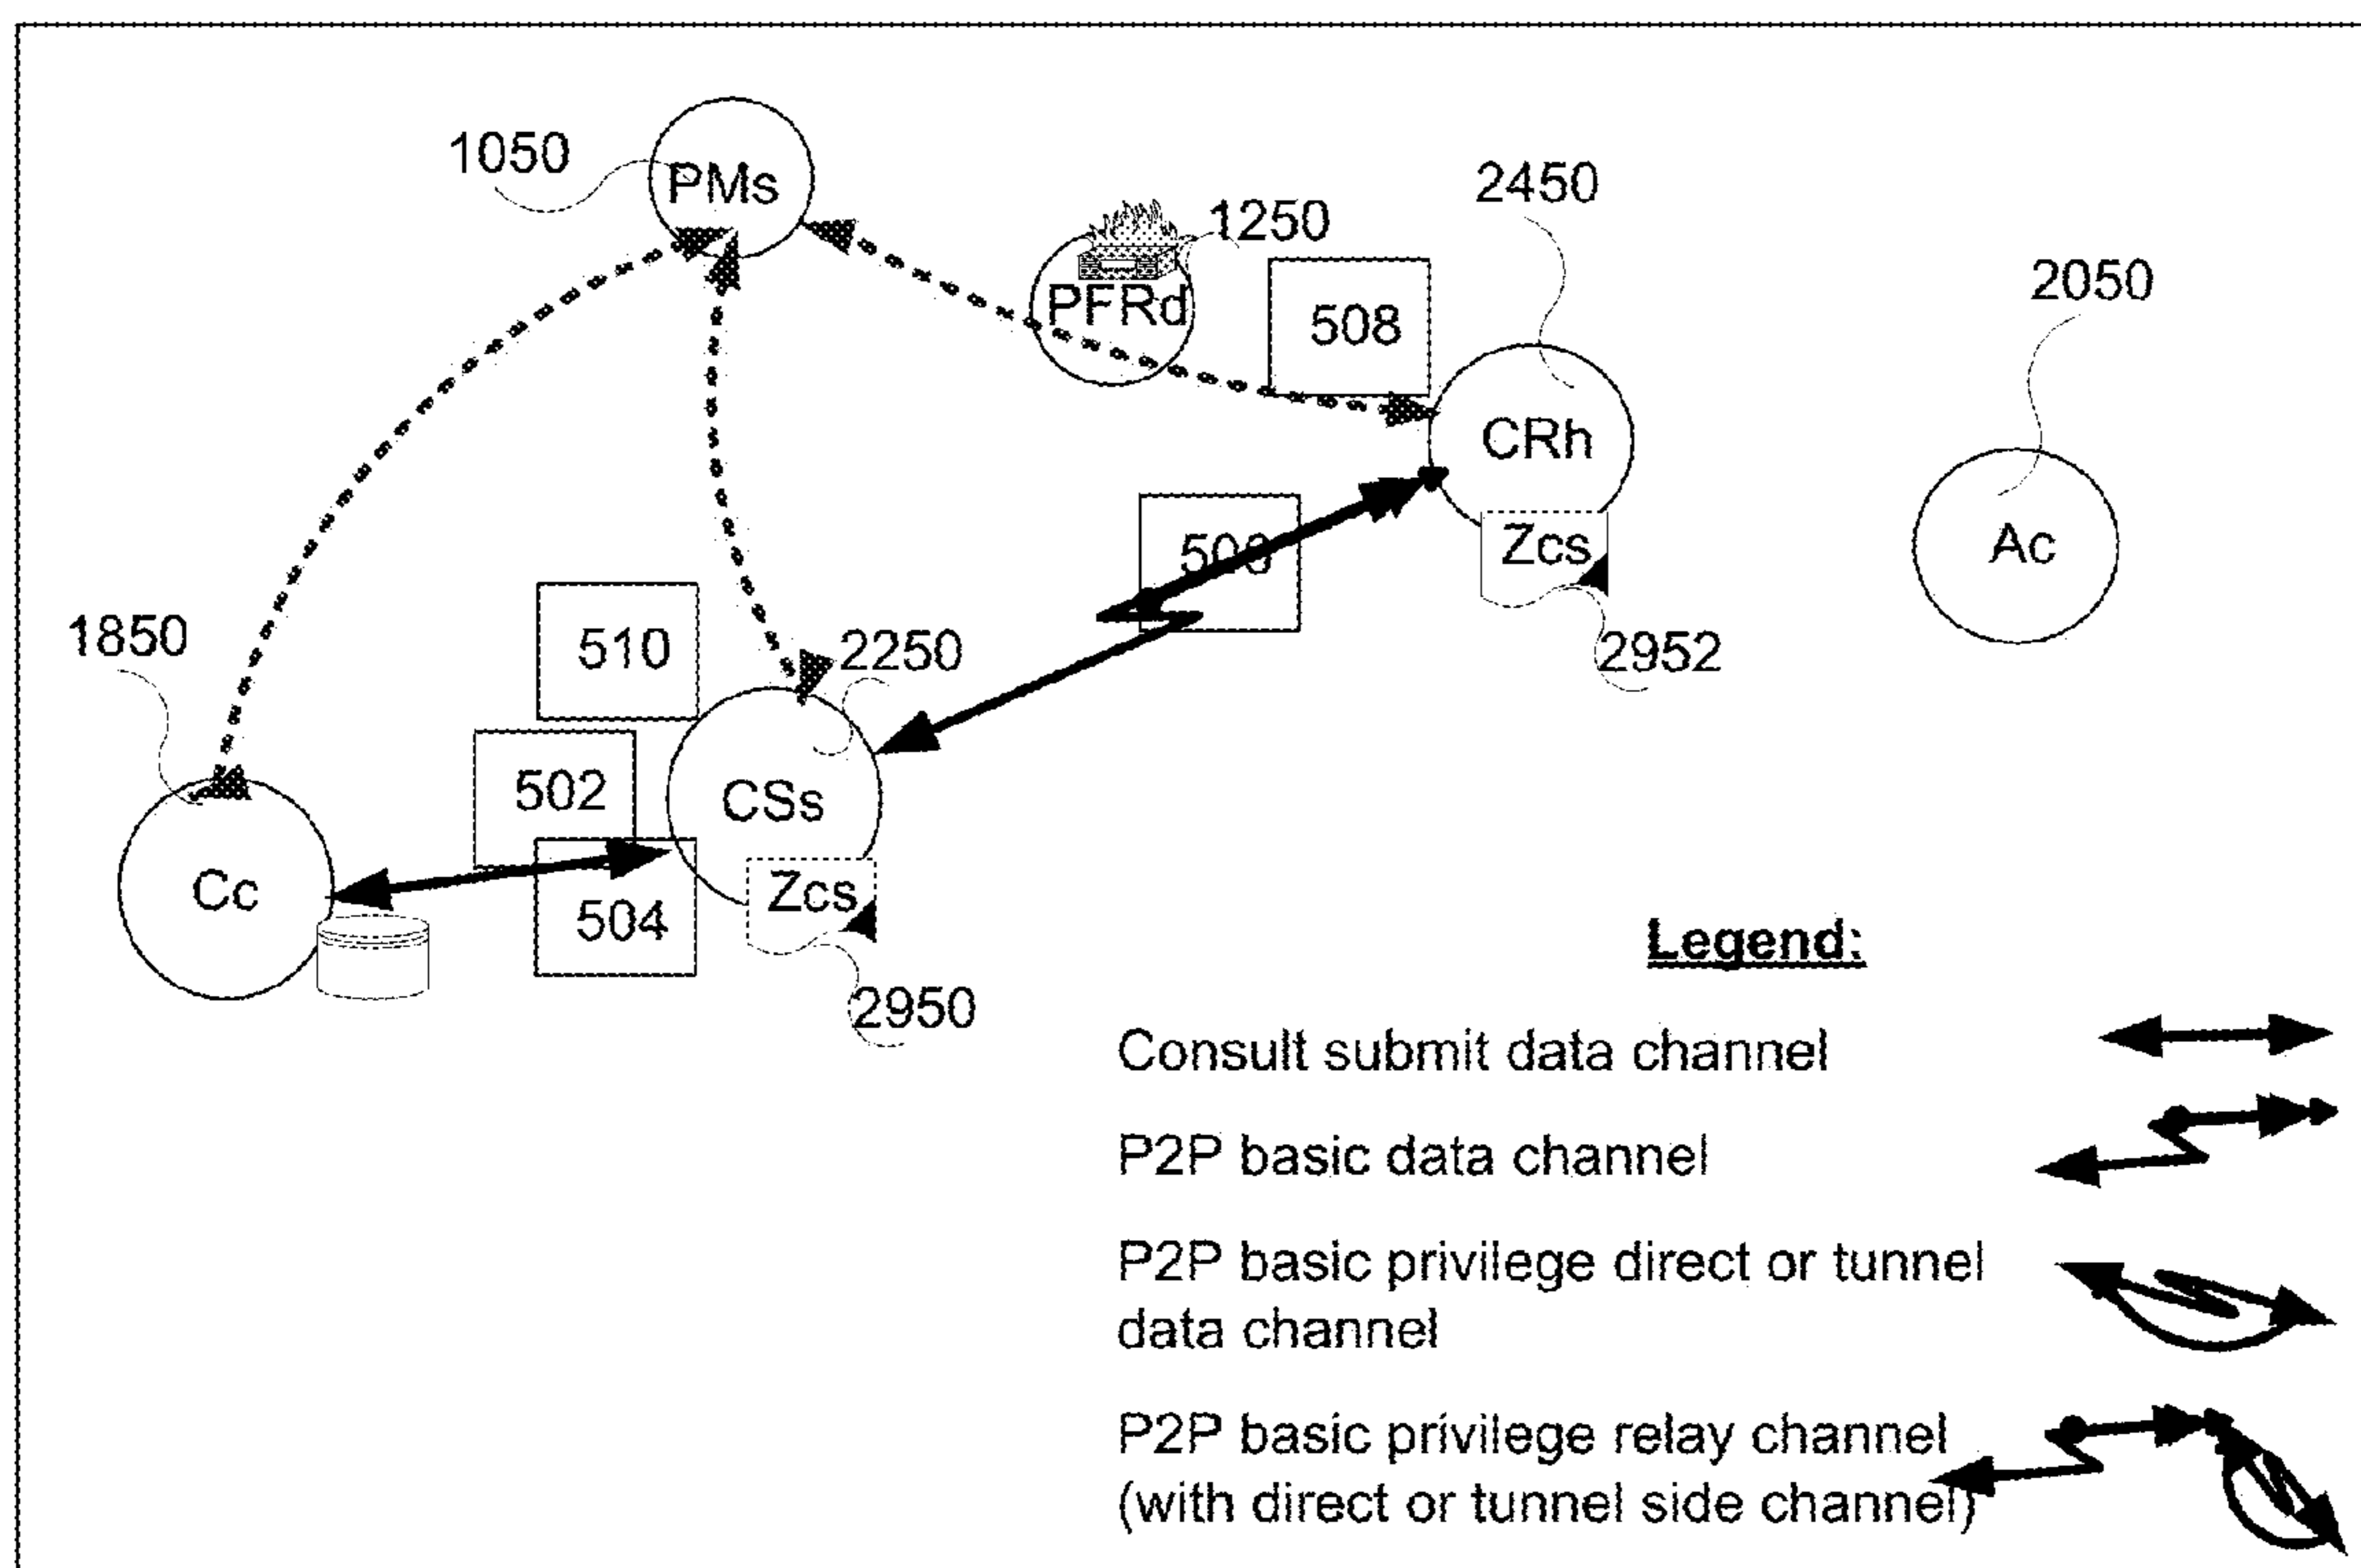 1050
PMs
2450
1250
2050
PFRd
508
CRh
Zcs
Ac
1850
510
2250
2952
502
CSs
Cc
Zcs
504
2950
Legend:
Consult submit data channel
P2P basic data channel
P2P basic privilege direct or tunnel
data channel
P2P basic privilege relay channel
(with direct or tunnel side channel)